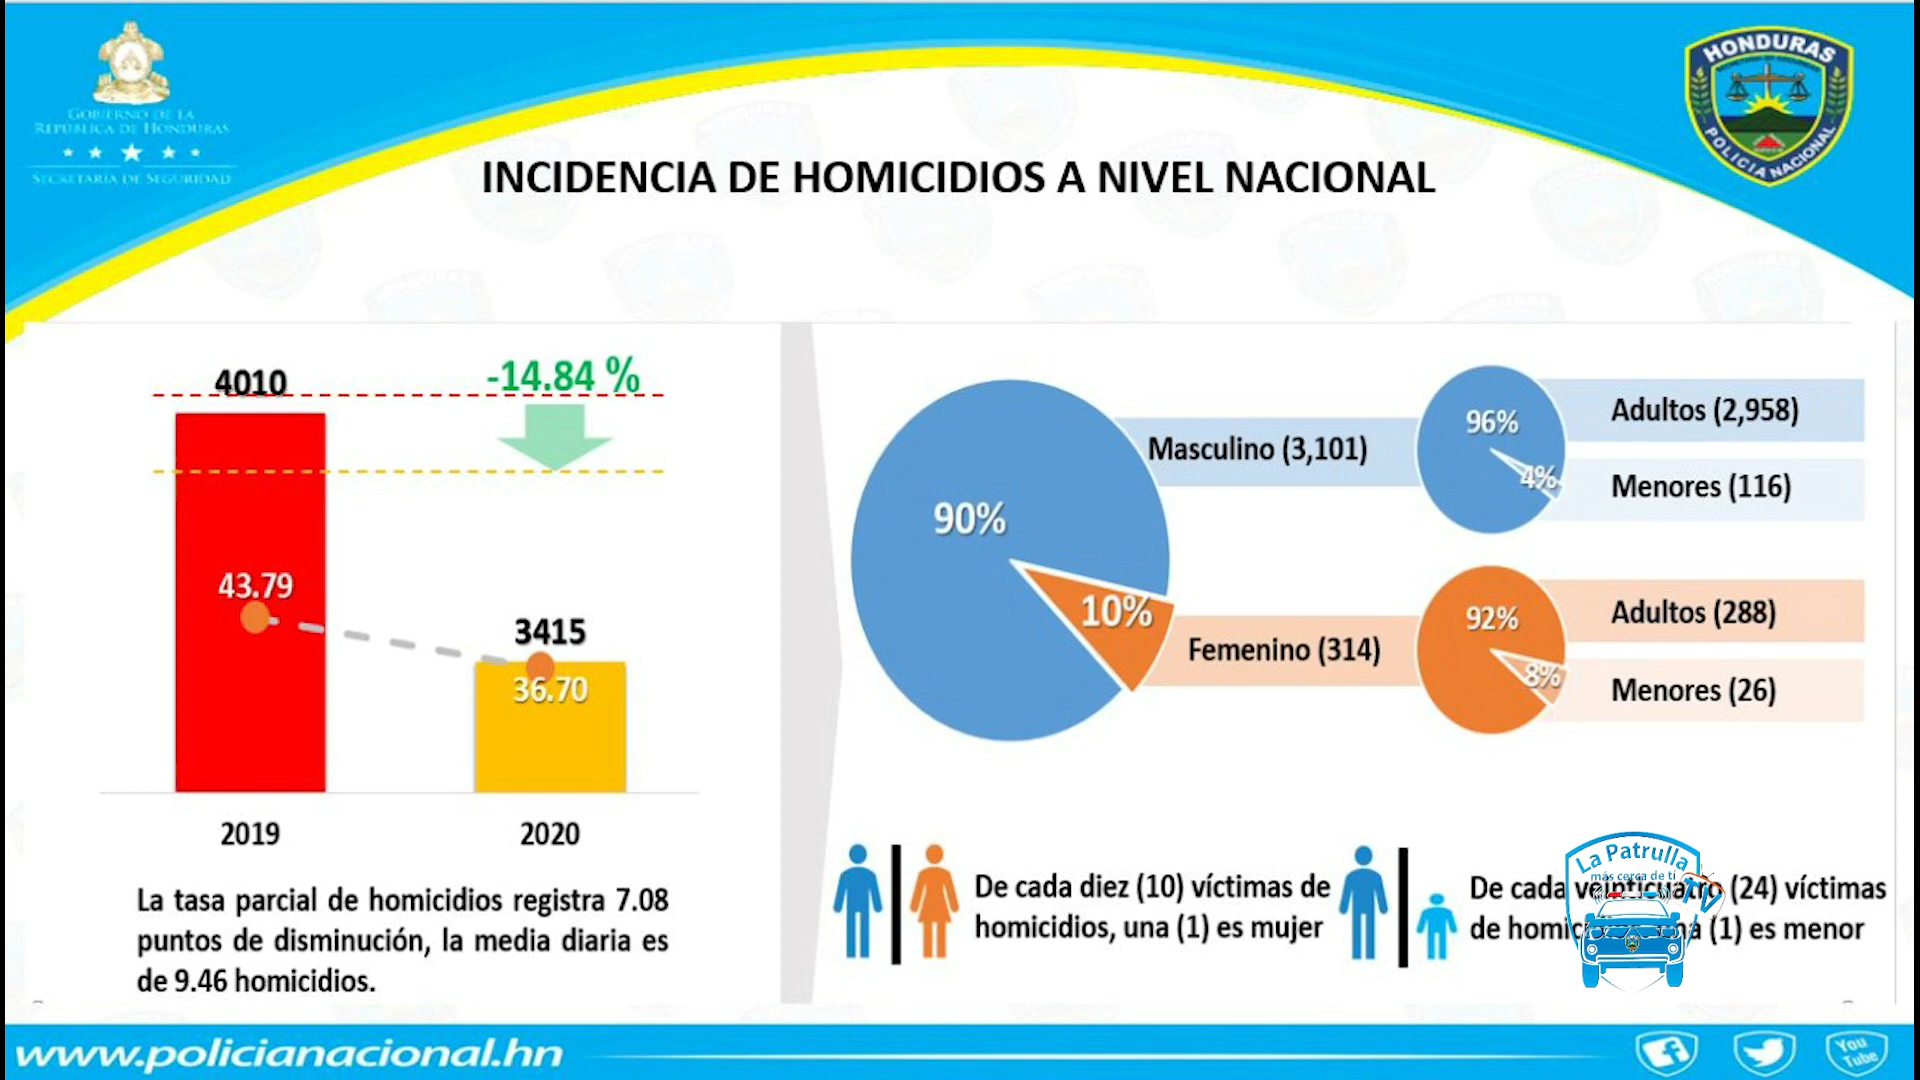 GOBIERNO DE LA
REPÚBLICA DE HONDURAS
SECRETARÍA DE SEGURIDAD
HONDURAS
POLICIA NACIONAL
INCIDENCIA DE HOMICIDIOS A NIVEL NACIONAL
4010
-14.84 %
43.79
3415
36.70
2019
2020
La tasa parcial de homicidios registra 7.08
puntos de disminución, la media diaria es
de 9.46 homicidios.
90%
10%
Masculino (3,101)
Femenino (314)
96%
4%
Adultos (2,958)
Menores (116)
92%
8%
Adultos (288)
Menores (26)
De cada diez (10) víctimas de
homicidios, una (1) es mujer
De cada veinticuatro (24) víctimas
de (1) es menor
La Patrulla
más cerca de ti
TV
www.policianacional.hn
You
Tube